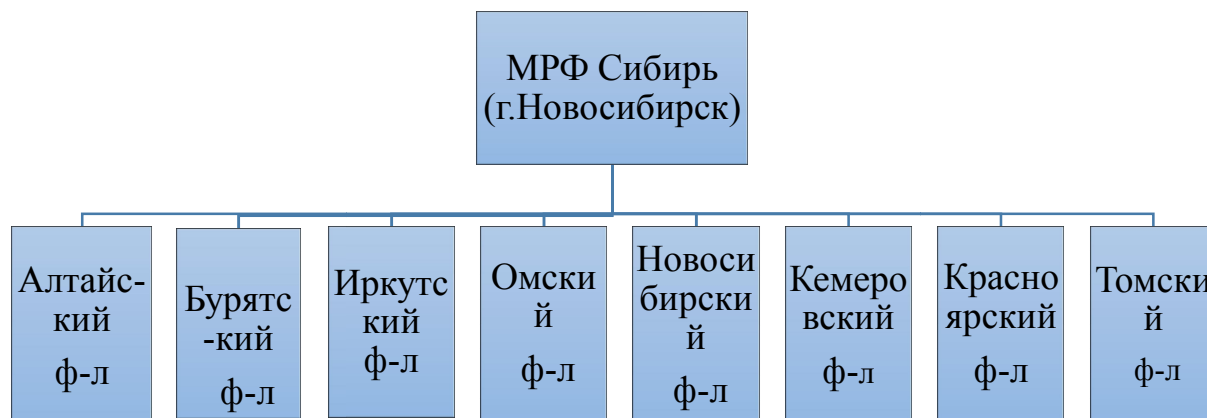 МРФ Сибирь
(г.Новосибирск)
Алтайс-
кий
ф-л
Бурятс
-кий
ф-л
Иркутс
кий
ф-л
Омски
й
ф-л
Новоси
бирски
й
ф-л
Кемеро
вский
ф-л
Красно
ярский
ф-л
Томски
й
ф-л